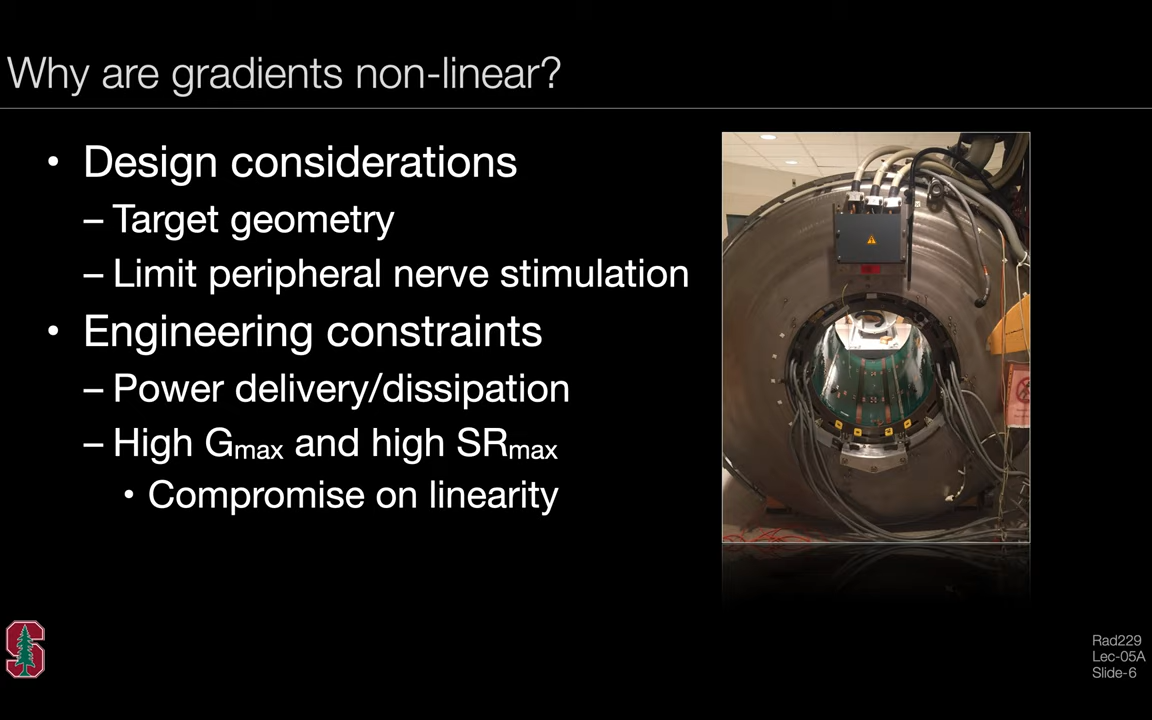 Why are gradients non-linear?
• Design considerations
– Target geometry
– Limit peripheral nerve stimulation
• Engineering constraints
– Power delivery/dissipation
– High Gmax and high SRmax
• Compromise on linearity
S
Rad229
Lec-05A
Slide-6